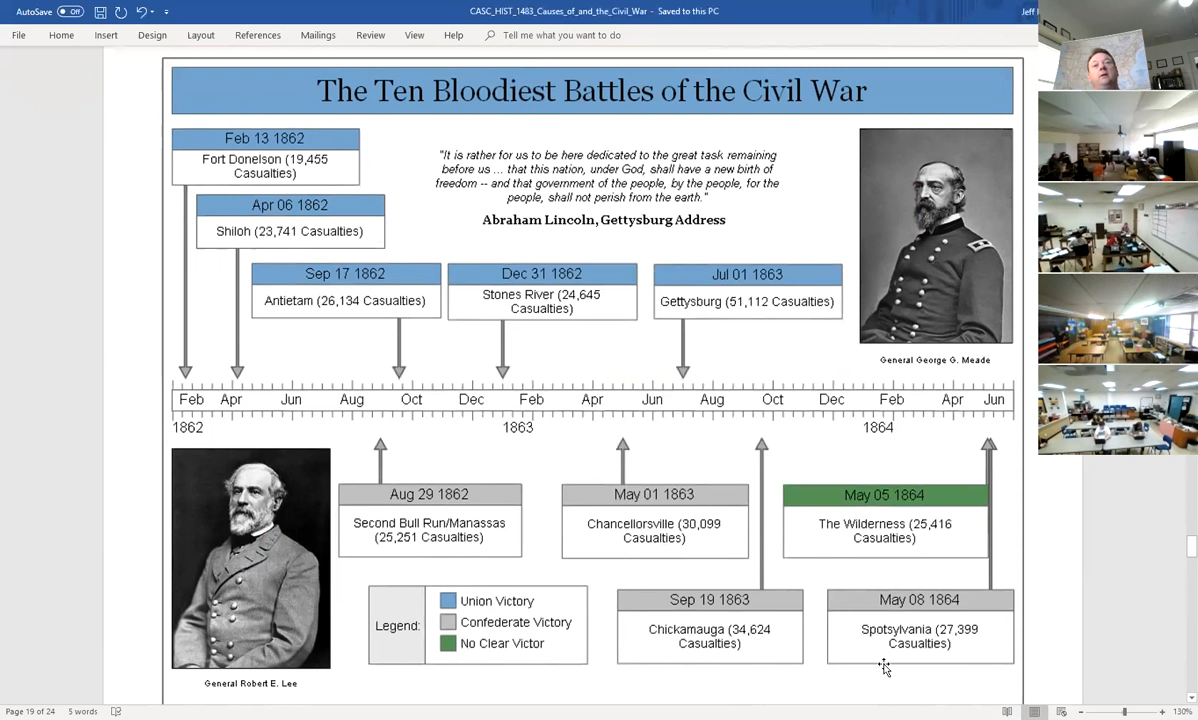 AutoSave Off
CASC_HIST_1483_Causes_of_and_the_Civil_War - Saved to this PC
Jeff
File Home Insert Design Layout References Mailings Review View Help Tell me what you want to do
The Ten Bloodiest Battles of the Civil War
Feb 13 1862
Fort Donelson (19,455
Casualties)
"It is rather for us to be here dedicated to the great task remaining
before us ... that this nation, under God, shall have a new birth of
freedom -- and that government of the people, by the people, for the
people, shall not perish from the earth."
Abraham Lincoln, Gettysburg Address
Apr 06 1862
Shiloh (23,741 Casualties)
Sep 17 1862
Antietam (26,134 Casualties)
Dec 31 1862
Stones River (24,645
Casualties)
Jul 01 1863
Gettysburg (51,112 Casualties)
General George G. Meade
Feb Apr Jun Aug Oct Dec Feb Apr Jun Aug Oct Dec Feb Apr Jun
1862 1863 1864
General Robert E. Lee
Aug 29 1862
Second Bull Run/Manassas
(25,251 Casualties)
May 01 1863
Chancellorsville (30,099
Casualties)
May 05 1864
The Wilderness (25,416
Casualties)
Legend:
Union Victory
Confederate Victory
No Clear Victor
Sep 19 1863
Chickamauga (34,624
Casualties)
May 08 1864
Spotsylvania (27,399
Casualties)
Page 19 of 24 5 words
130%